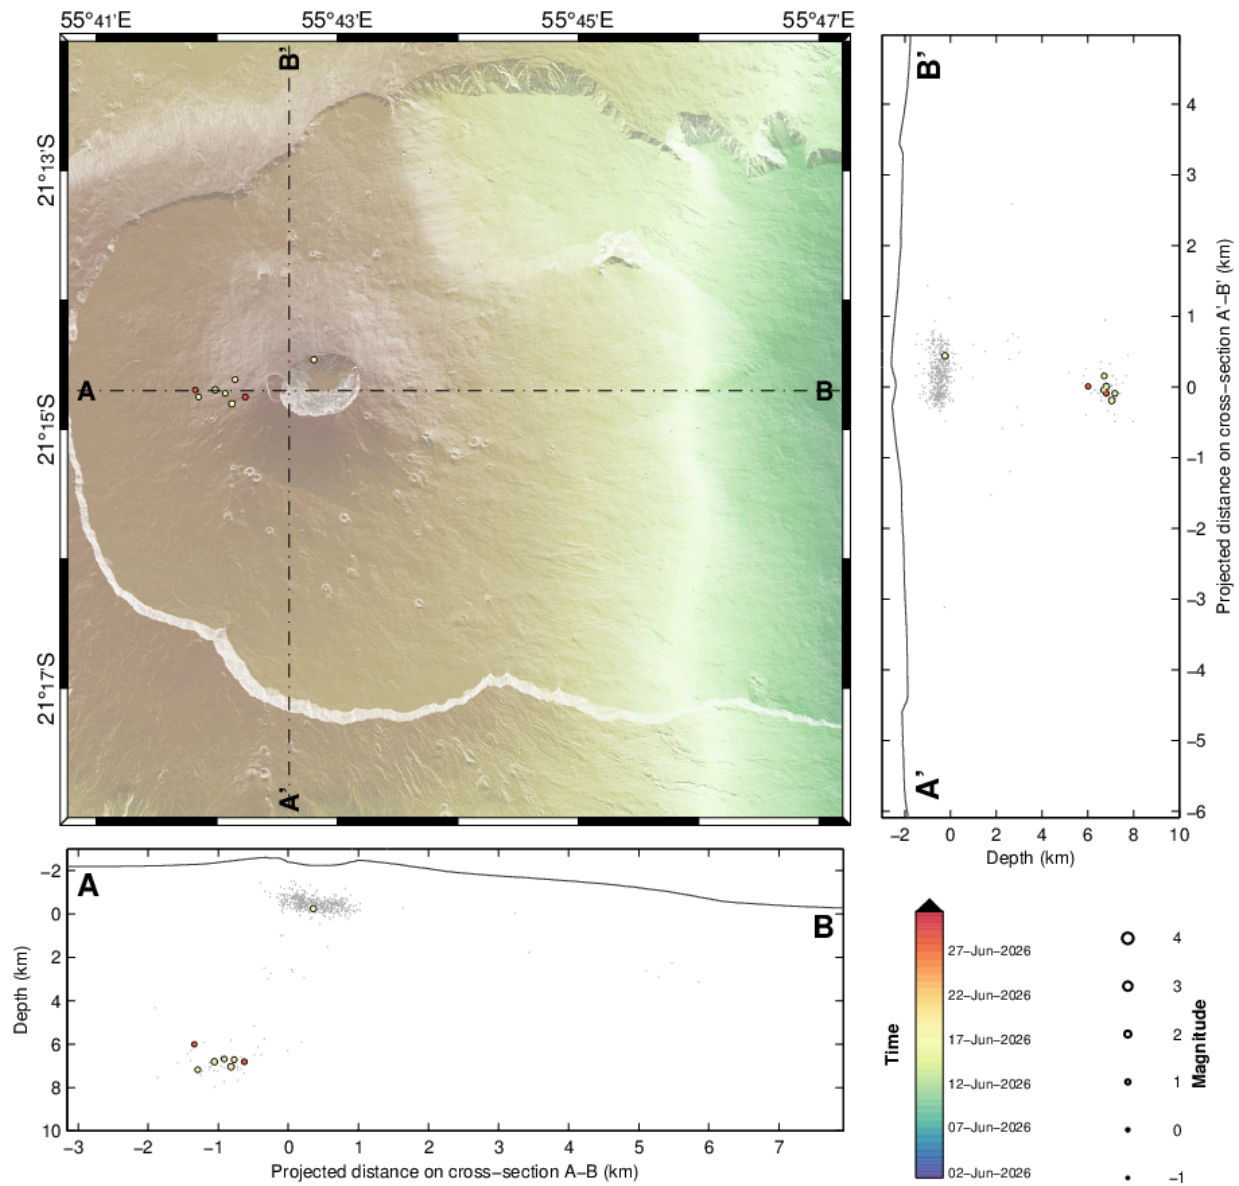 55°41'E 55°43'E 55°45'E 55°47'E
21°13'S
21°15'S
21°17'S
B'
A
B
A'
B'
A'
4
3
2
1
0
−1
−2
−3
−4
−5
−6
Projected distance on cross−section A'−B' (km)
−2 0 2 4 6 8 10
Depth (km)
A
B
−2
0
2
4
6
8
10
Depth (km)
−3 −2 −1 0 1 2 3 4 5 6 7
Projected distance on cross−section A−B (km)
Time
27−Jun−2026
22−Jun−2026
17−Jun−2026
12−Jun−2026
07−Jun−2026
02−Jun−2026
4
3
2
1
0
−1
Magnitude